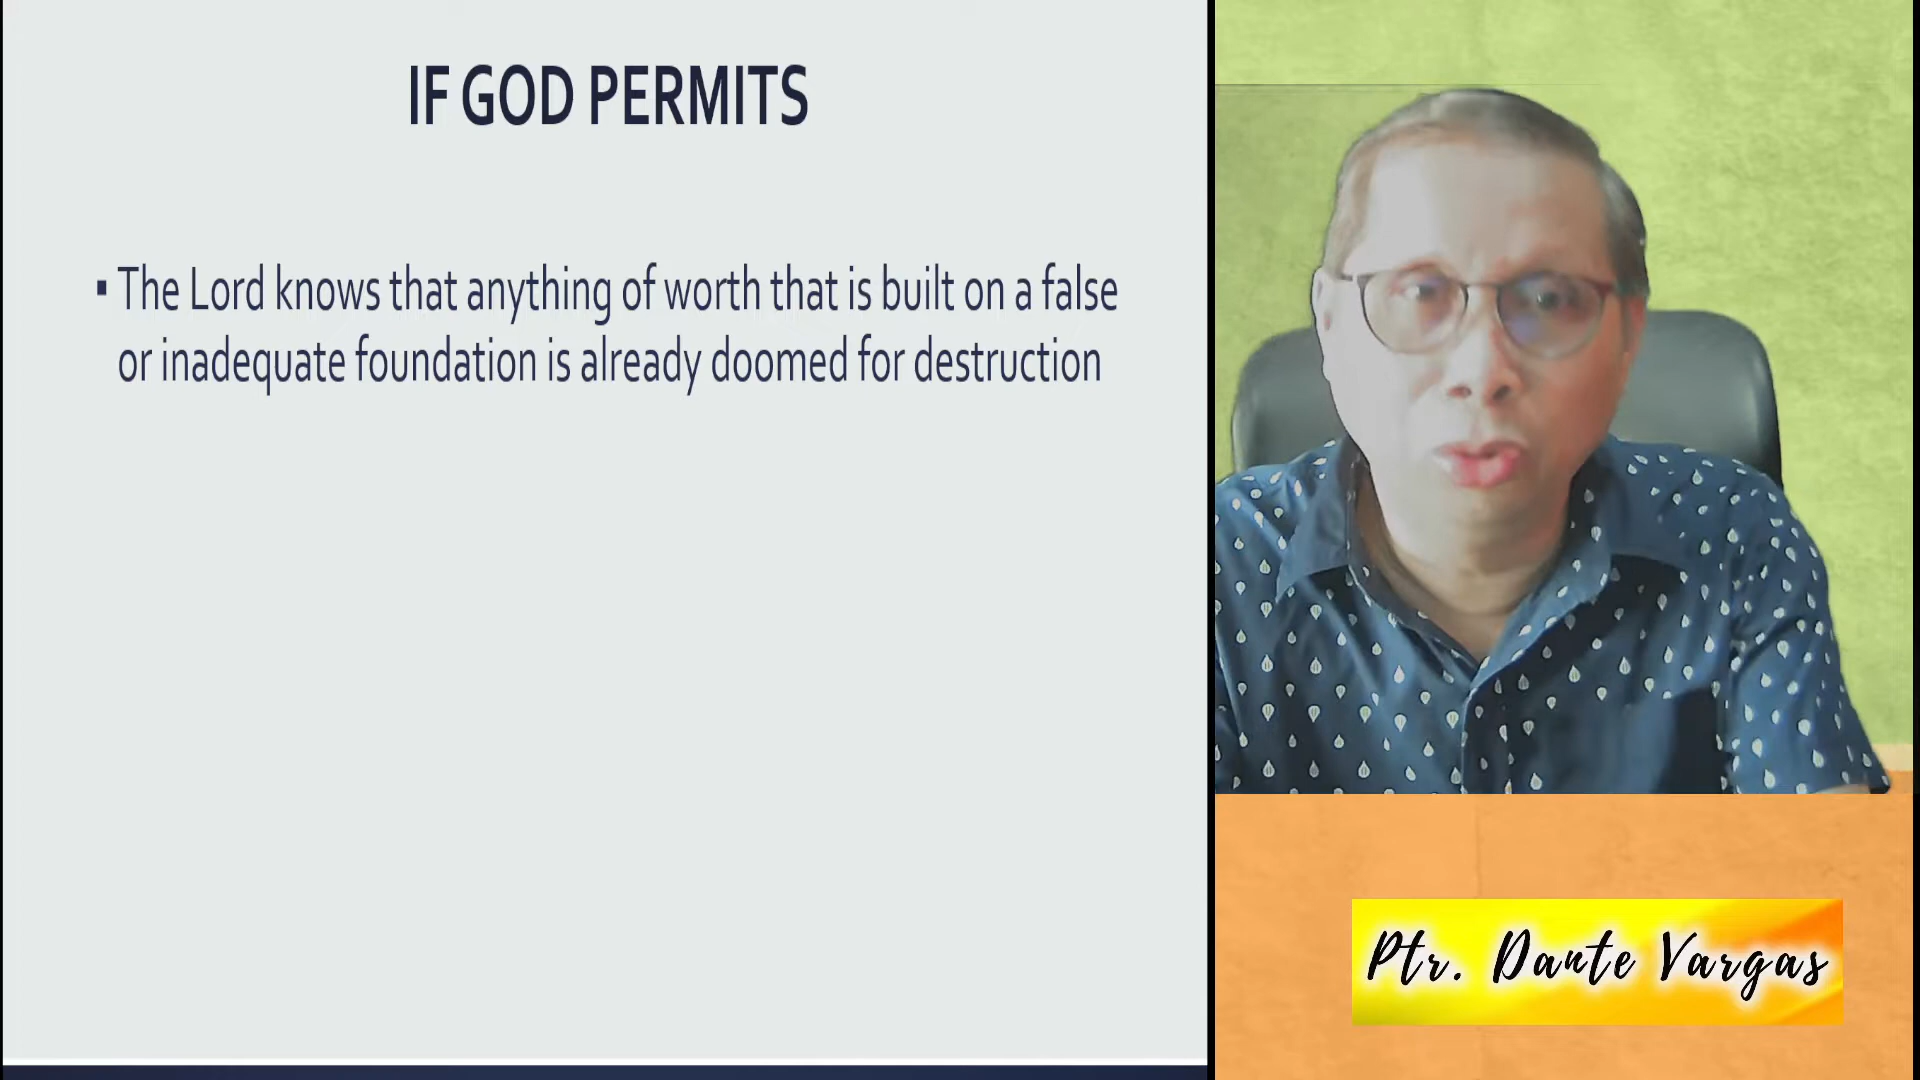 IF GOD PERMITS
▪ The Lord knows that anything of worth that is built on a false
or inadequate foundation is already doomed for destruction
Ptr. Dante Vargas